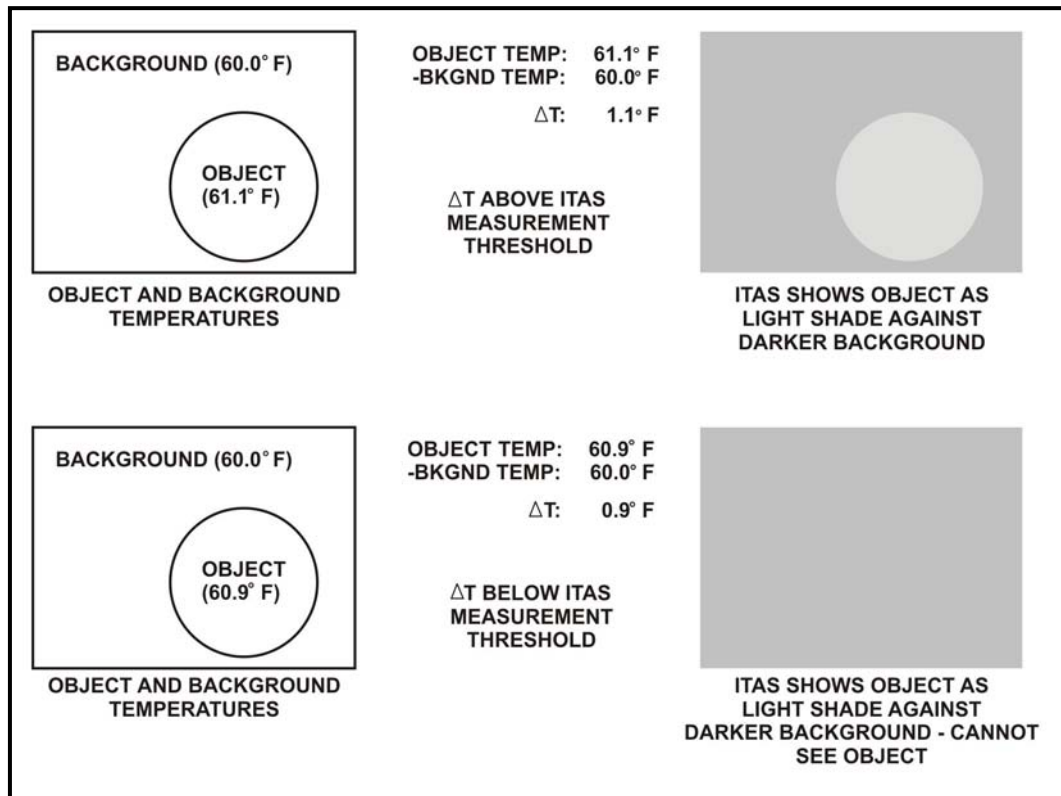 BACKGROUND (60.0° F)
OBJECT
(61.1° F)
OBJECT AND BACKGROUND
TEMPERATURES
OBJECT TEMP: 61.1° F
-BKGND TEMP: 60.0° F
ΔT: 1.1° F
ΔT ABOVE ITAS
MEASUREMENT
THRESHOLD
ITAS SHOWS OBJECT AS
LIGHT SHADE AGAINST
DARKER BACKGROUND
BACKGROUND (60.0° F)
OBJECT
(60.9° F)
OBJECT AND BACKGROUND
TEMPERATURES
OBJECT TEMP: 60.9° F
-BKGND TEMP: 60.0° F
ΔT: 0.9° F
ΔT BELOW ITAS
MEASUREMENT
THRESHOLD
ITAS SHOWS OBJECT AS
LIGHT SHADE AGAINST
DARKER BACKGROUND - CANNOT
SEE OBJECT